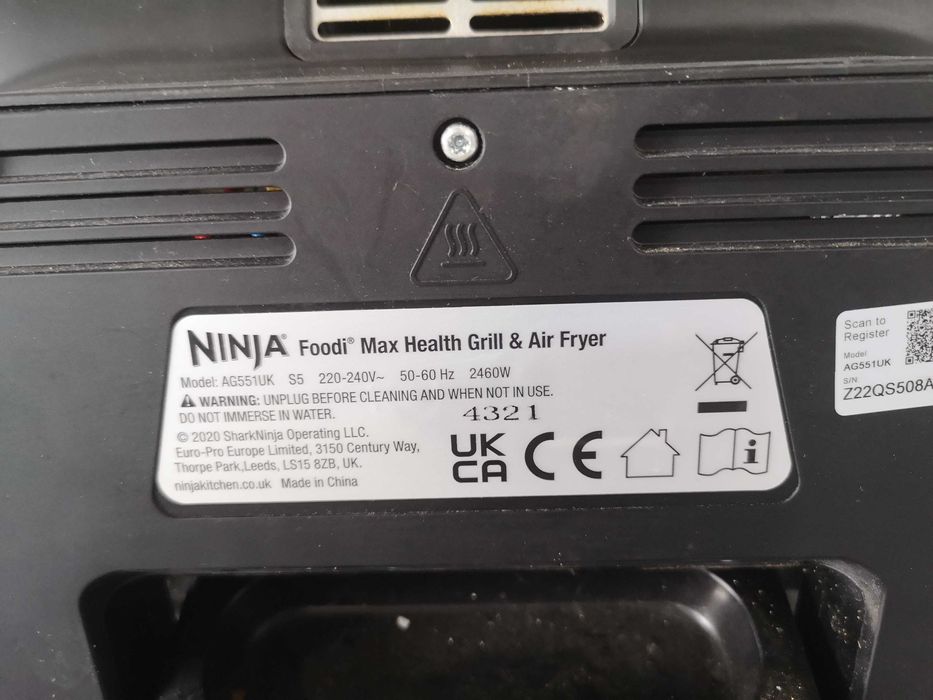 NINJA® Foodi® Max Health Grill & Air Fryer
Model: AG551UK S5 220-240V~ 50-60 Hz 2460W
WARNING: UNPLUG BEFORE CLEANING AND WHEN NOT IN USE.
DO NOT IMMERSE IN WATER.
4321
© 2020 SharkNinja Operating LLC.
Euro-Pro Europe Limited, 3150 Century Way,
Thorpe Park,Leeds, LS15 8ZB, UK.
ninjakitchen.co.uk Made in China
UK
CA
CE
i
Scan to
Register
Model
AG551UK
S/N
Z22QS508A